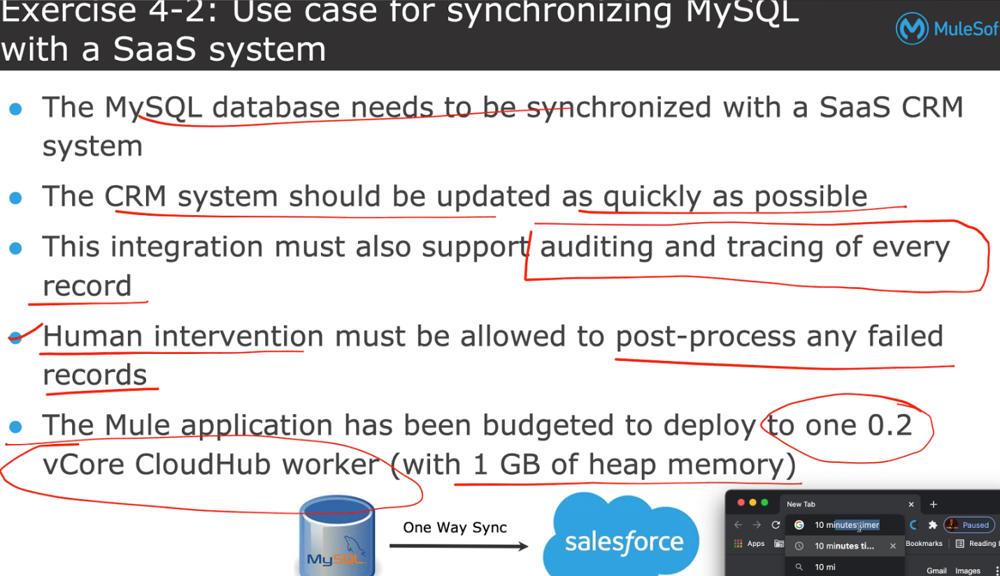 Exercise 4-2: Use case for synchronizing MySQL
with a SaaS system
MuleSof
The MySQL database needs to be synchronized with a SaaS CRM
system
The CRM system should be updated as quickly as possible
This integration must also support auditing and tracing of every
record
Human intervention must be allowed to post-process any failed
records
The Mule application has been budgeted to deploy to one 0.2
vCore CloudHub worker (with 1 GB of heap memory)
One Way Sync
MySQL
salesforce
New Tab
10 minutes timer
Paused
Apps
Bookmarks
Reading
10 minutes ti...
10 mi
Gmail Images